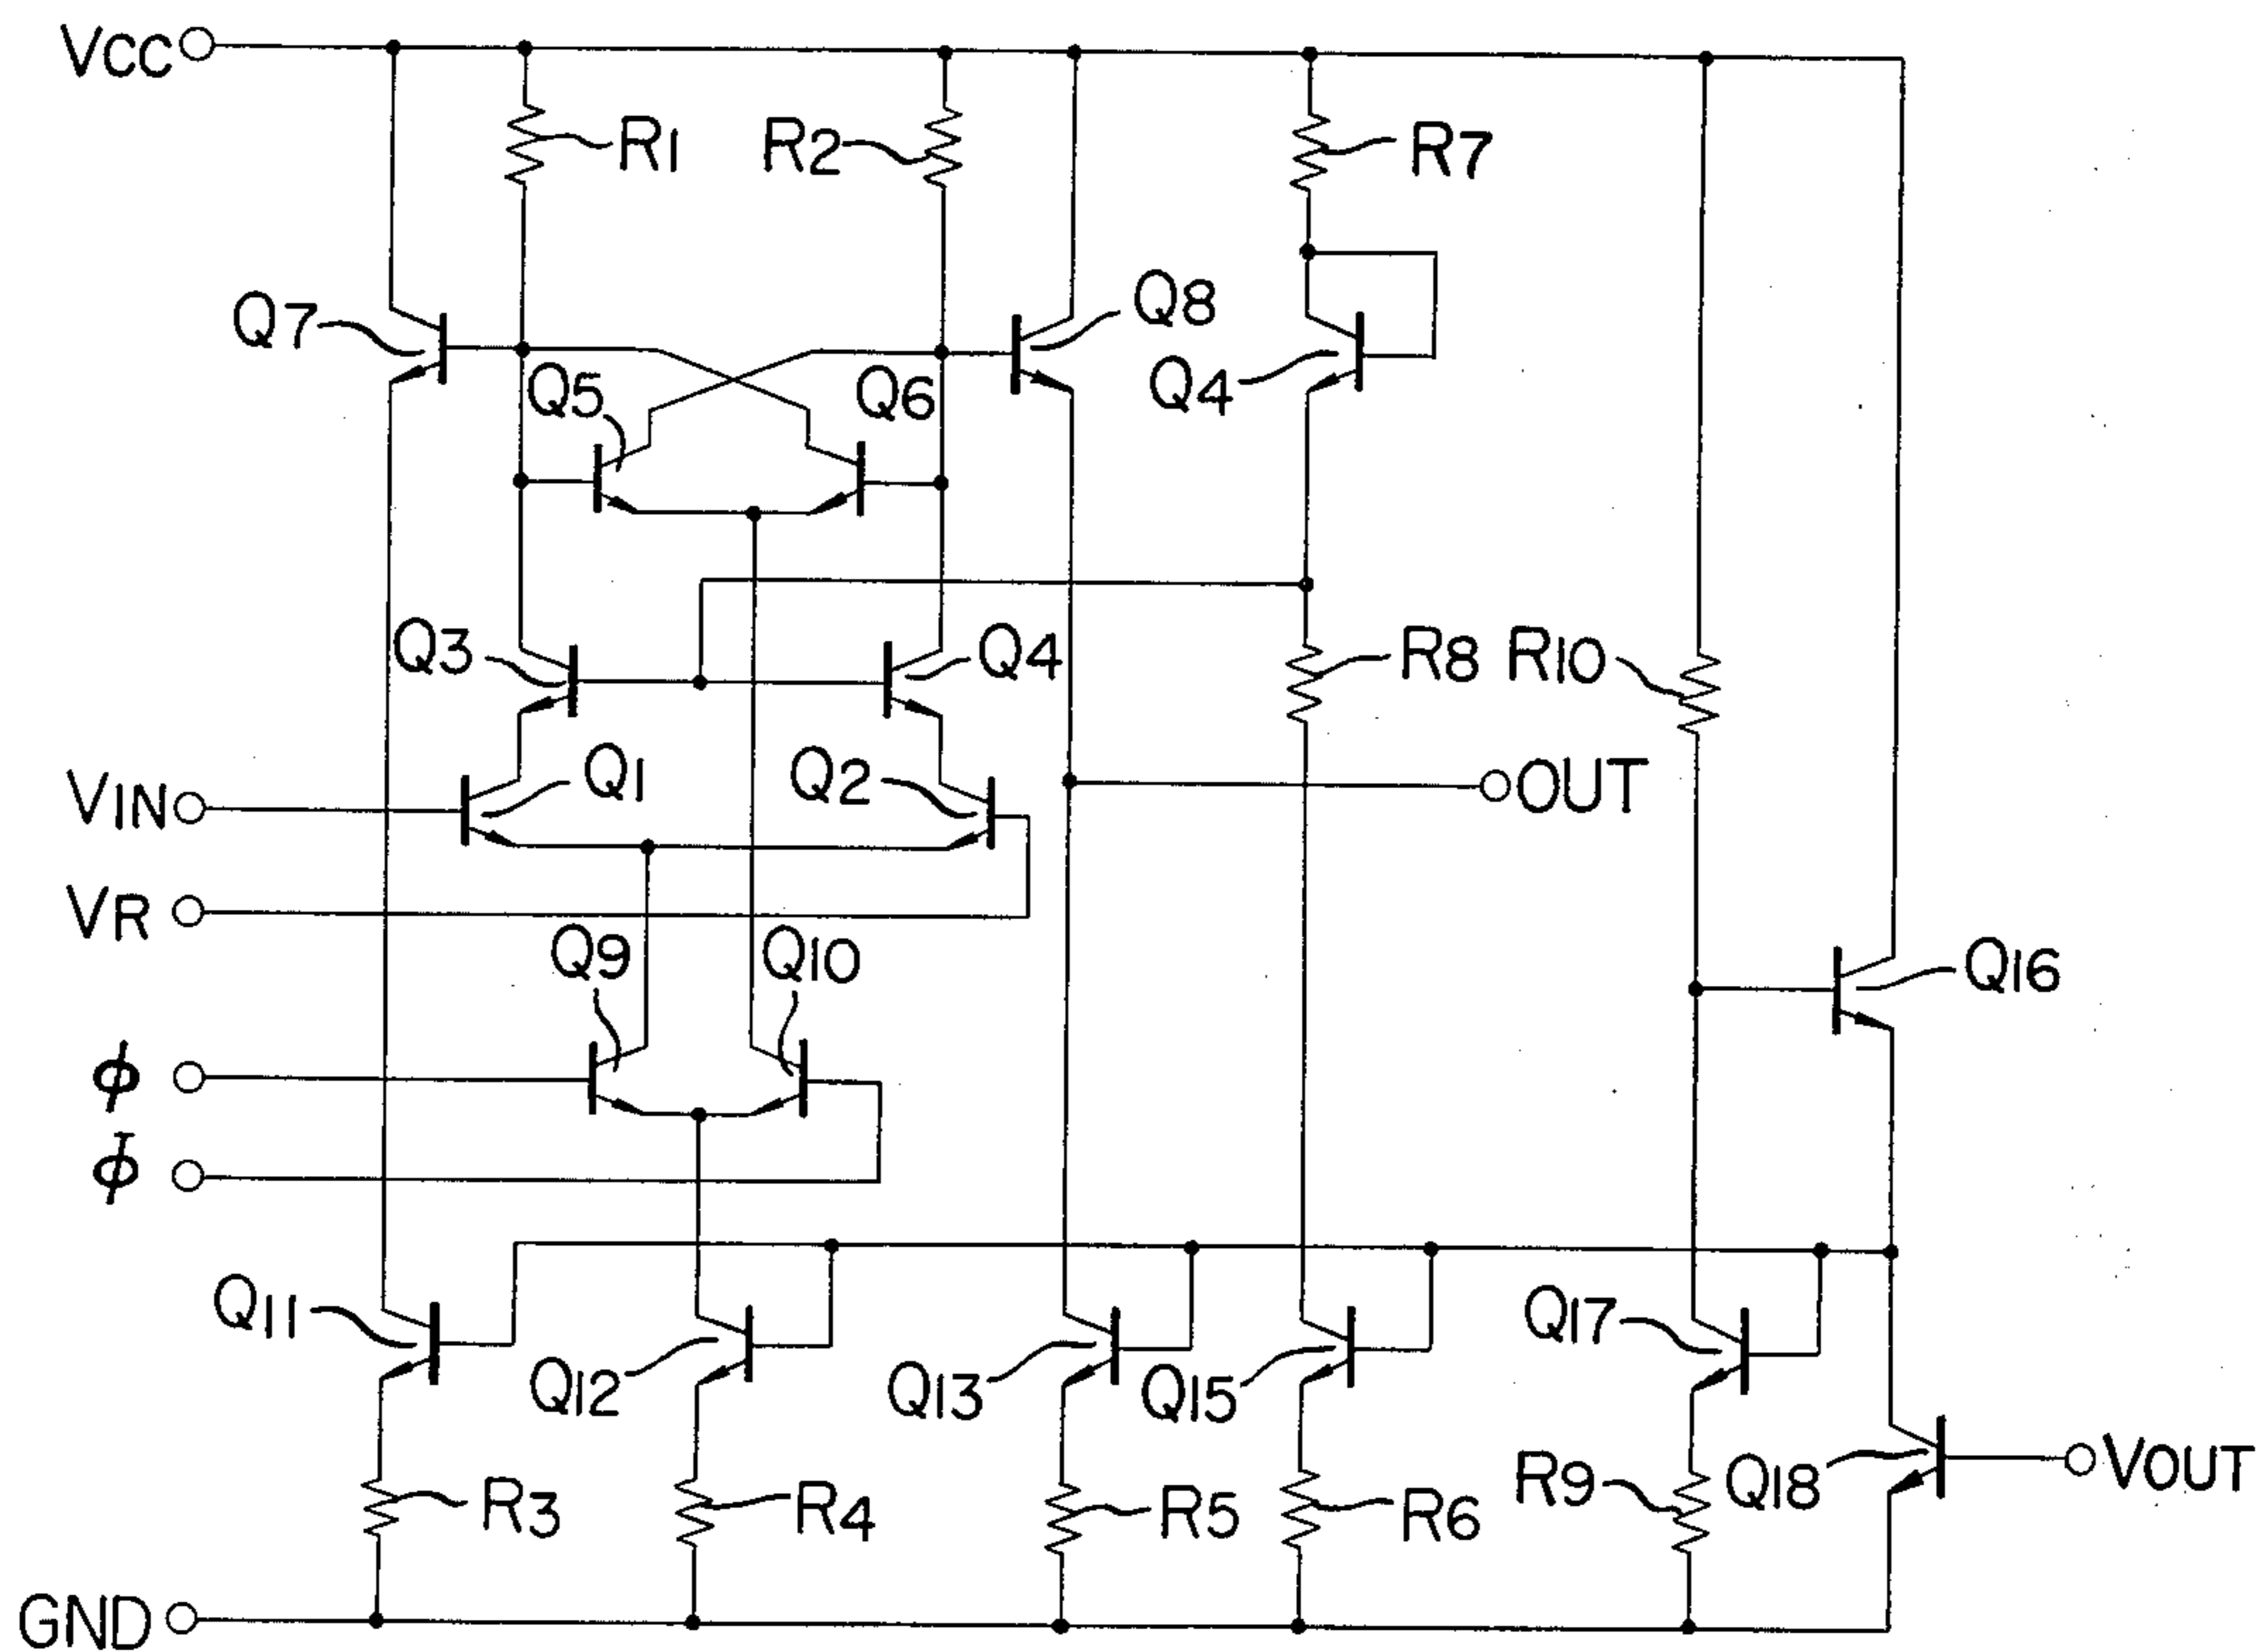 VCC
R1
R2
R7
Q7
Q8
Q5
Q6
Q4
Q3
Q4
R8
R10
VIN
Q1
Q2
OUT
VR
Q9
Q10
Q16
ϕ
ϕ̄
Q11
Q12
Q13
Q15
Q17
R3
R4
R5
R6
R9
Q18
VOUT
GND